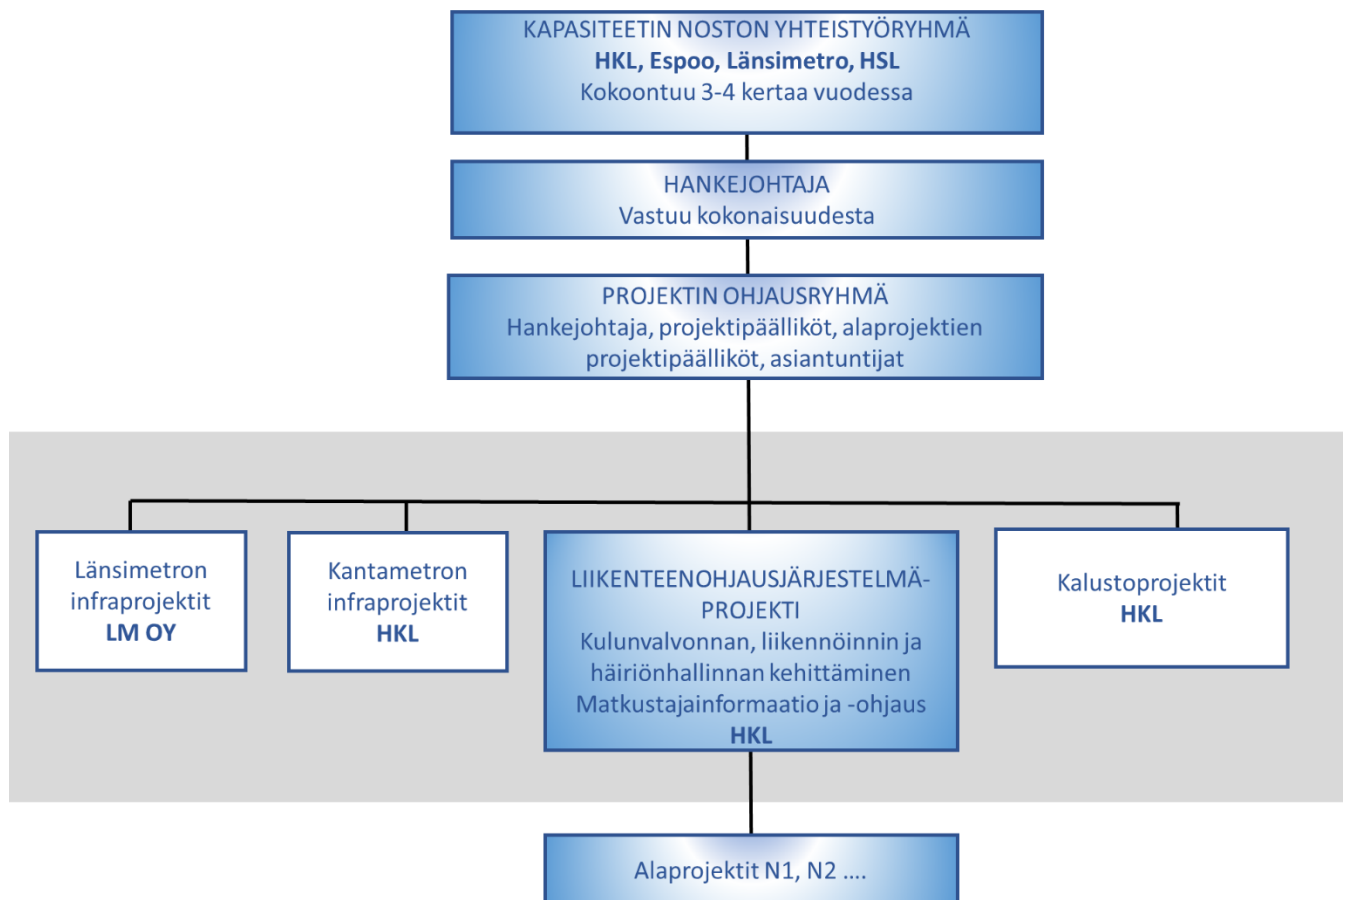 KAPASITEETIN NOSTON YHTEISTYÖRYHMÄ
HKL, Espoo, Länsimetro, HSL
Kokoontuu 3-4 kertaa vuodessa
HANKEJOHTAJA
Vastuu kokonaisuudesta
PROJEKTIN OHJAUSRYHMÄ
Hankejohtaja, projektipäälliköt, alaprojektien
projektipäälliköt, asiantuntijat
Länsimetron
infraprojektit
LM OY
Kantametron
infraprojektit
HKL
LIIKENTEENOHJAUSJÄRJESTELMÄ-
PROJEKTI
Kulunvalvonnan, liikennöinnin ja
häiriönhallinnan kehittäminen
Matkustajainformaatio ja -ohjaus
HKL
Kalustoprojektit
HKL
Alaprojektit N1, N2 ....